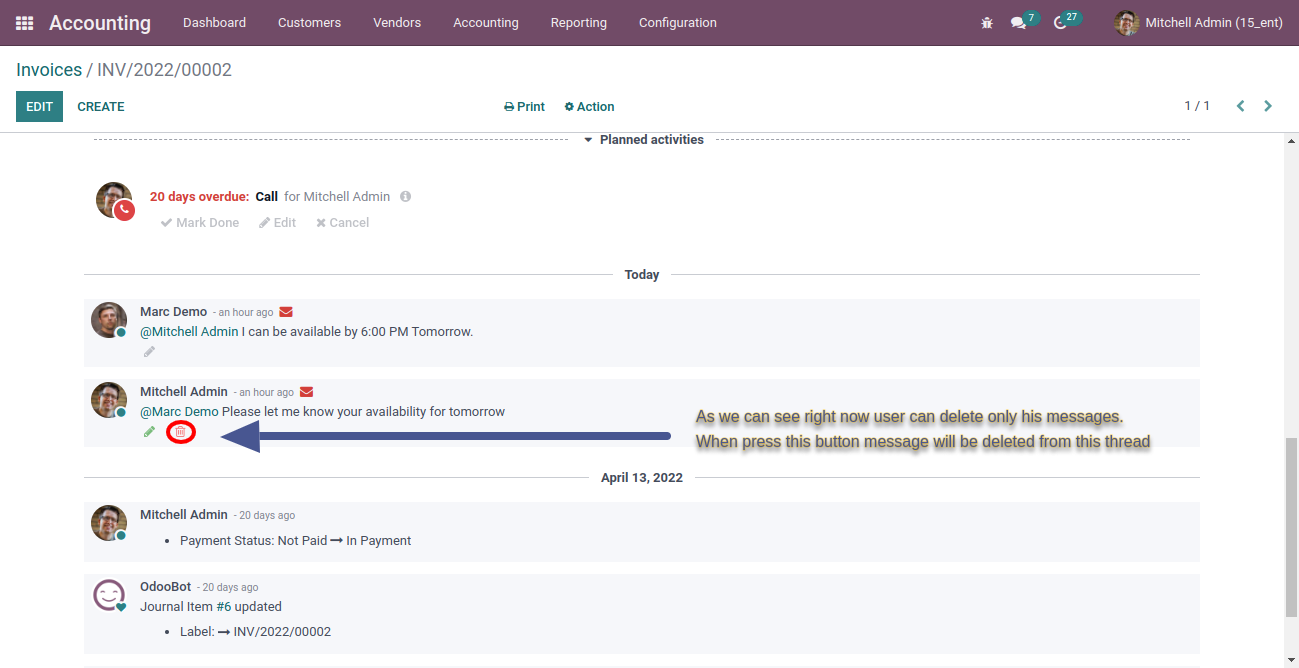 Accounting Dashboard Customers Vendors Accounting Reporting Configuration 7 27 Mitchell Admin (15_ent)
Invoices / INV/2022/00002
EDIT CREATE Print Action 1 / 1
Planned activities
20 days overdue: Call for Mitchell Admin
Mark Done Edit Cancel
Today
Marc Demo - an hour ago
@Mitchell Admin I can be available by 6:00 PM Tomorrow.
Mitchell Admin - an hour ago
@Marc Demo Please let me know your availability for tomorrow
As we can see right now user can delete only his messages.
When press this button message will be deleted from this thread
April 13, 2022
Mitchell Admin - 20 days ago
• Payment Status: Not Paid → In Payment
OdooBot - 20 days ago
Journal Item #6 updated
• Label: → INV/2022/00002